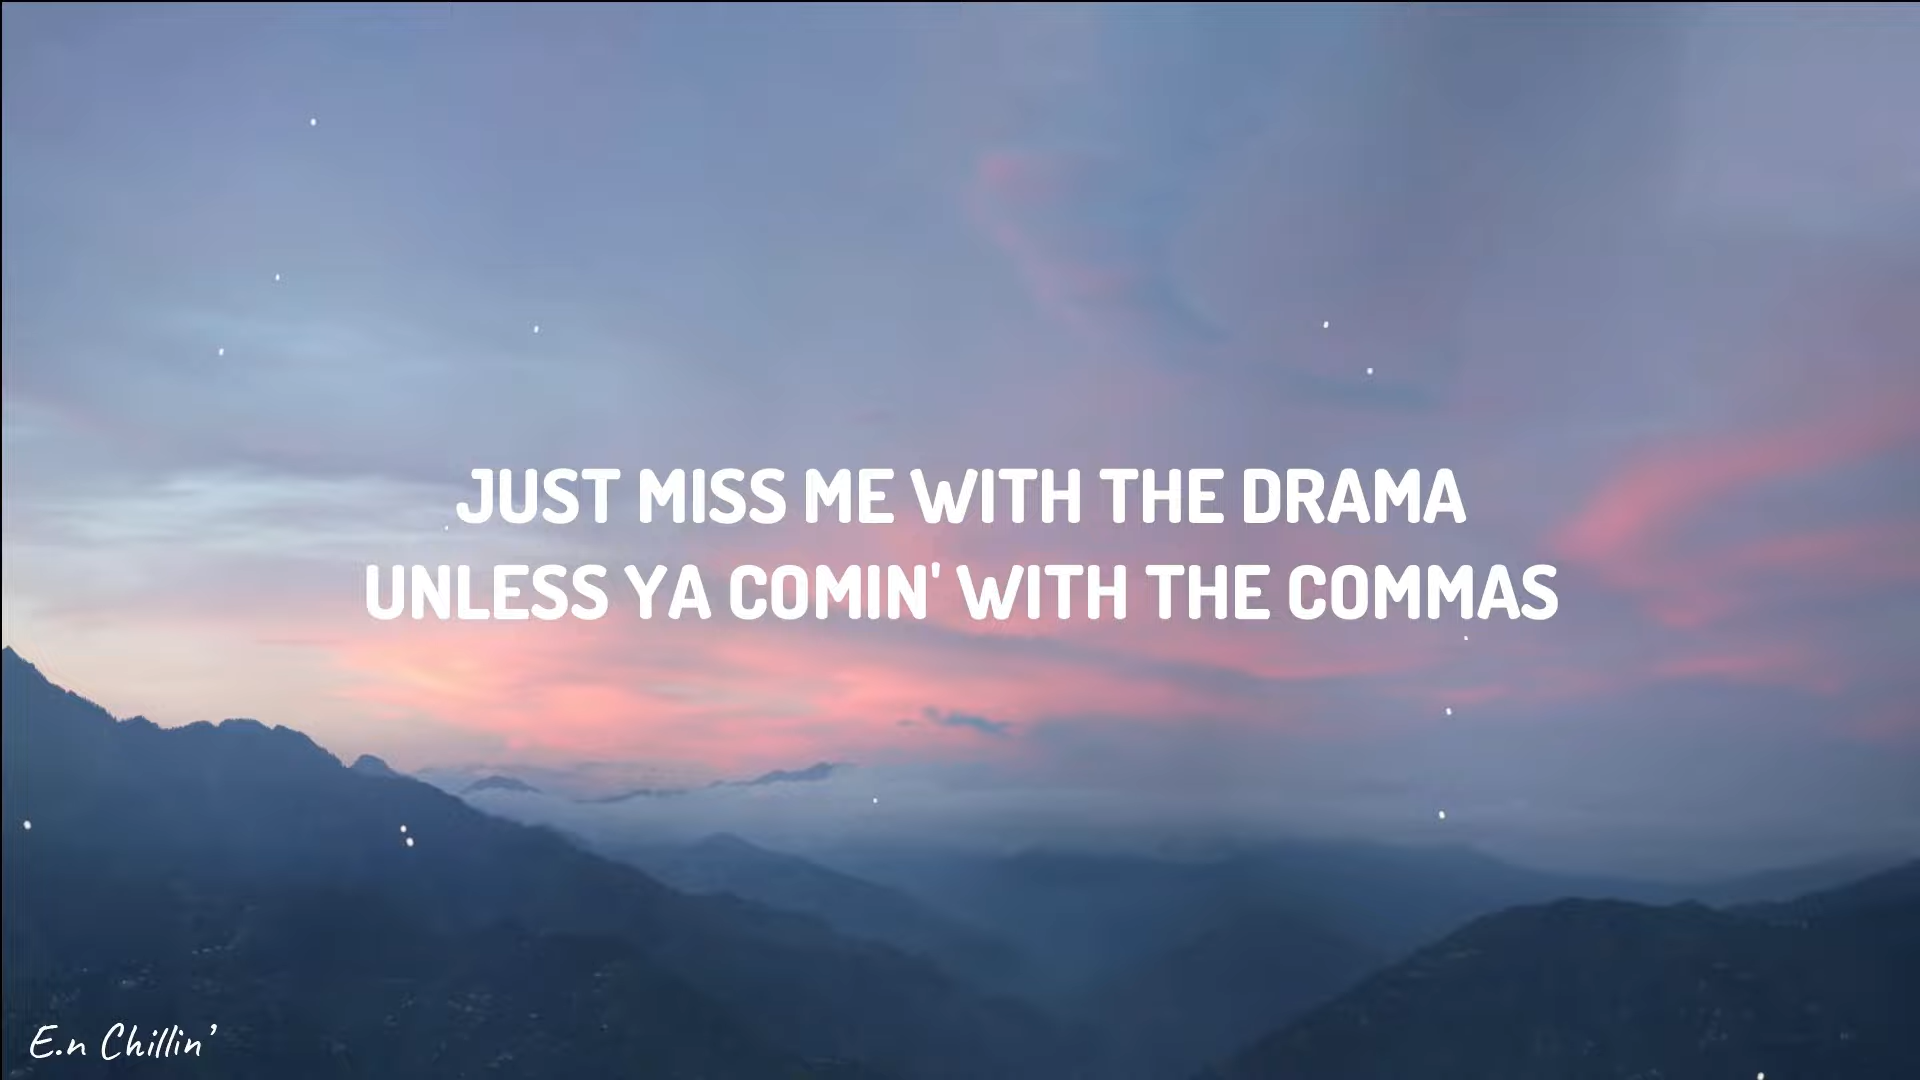 JUST MISS ME WITH THE DRAMA
UNLESS YA COMIN' WITH THE COMMAS
E.n Chillin'